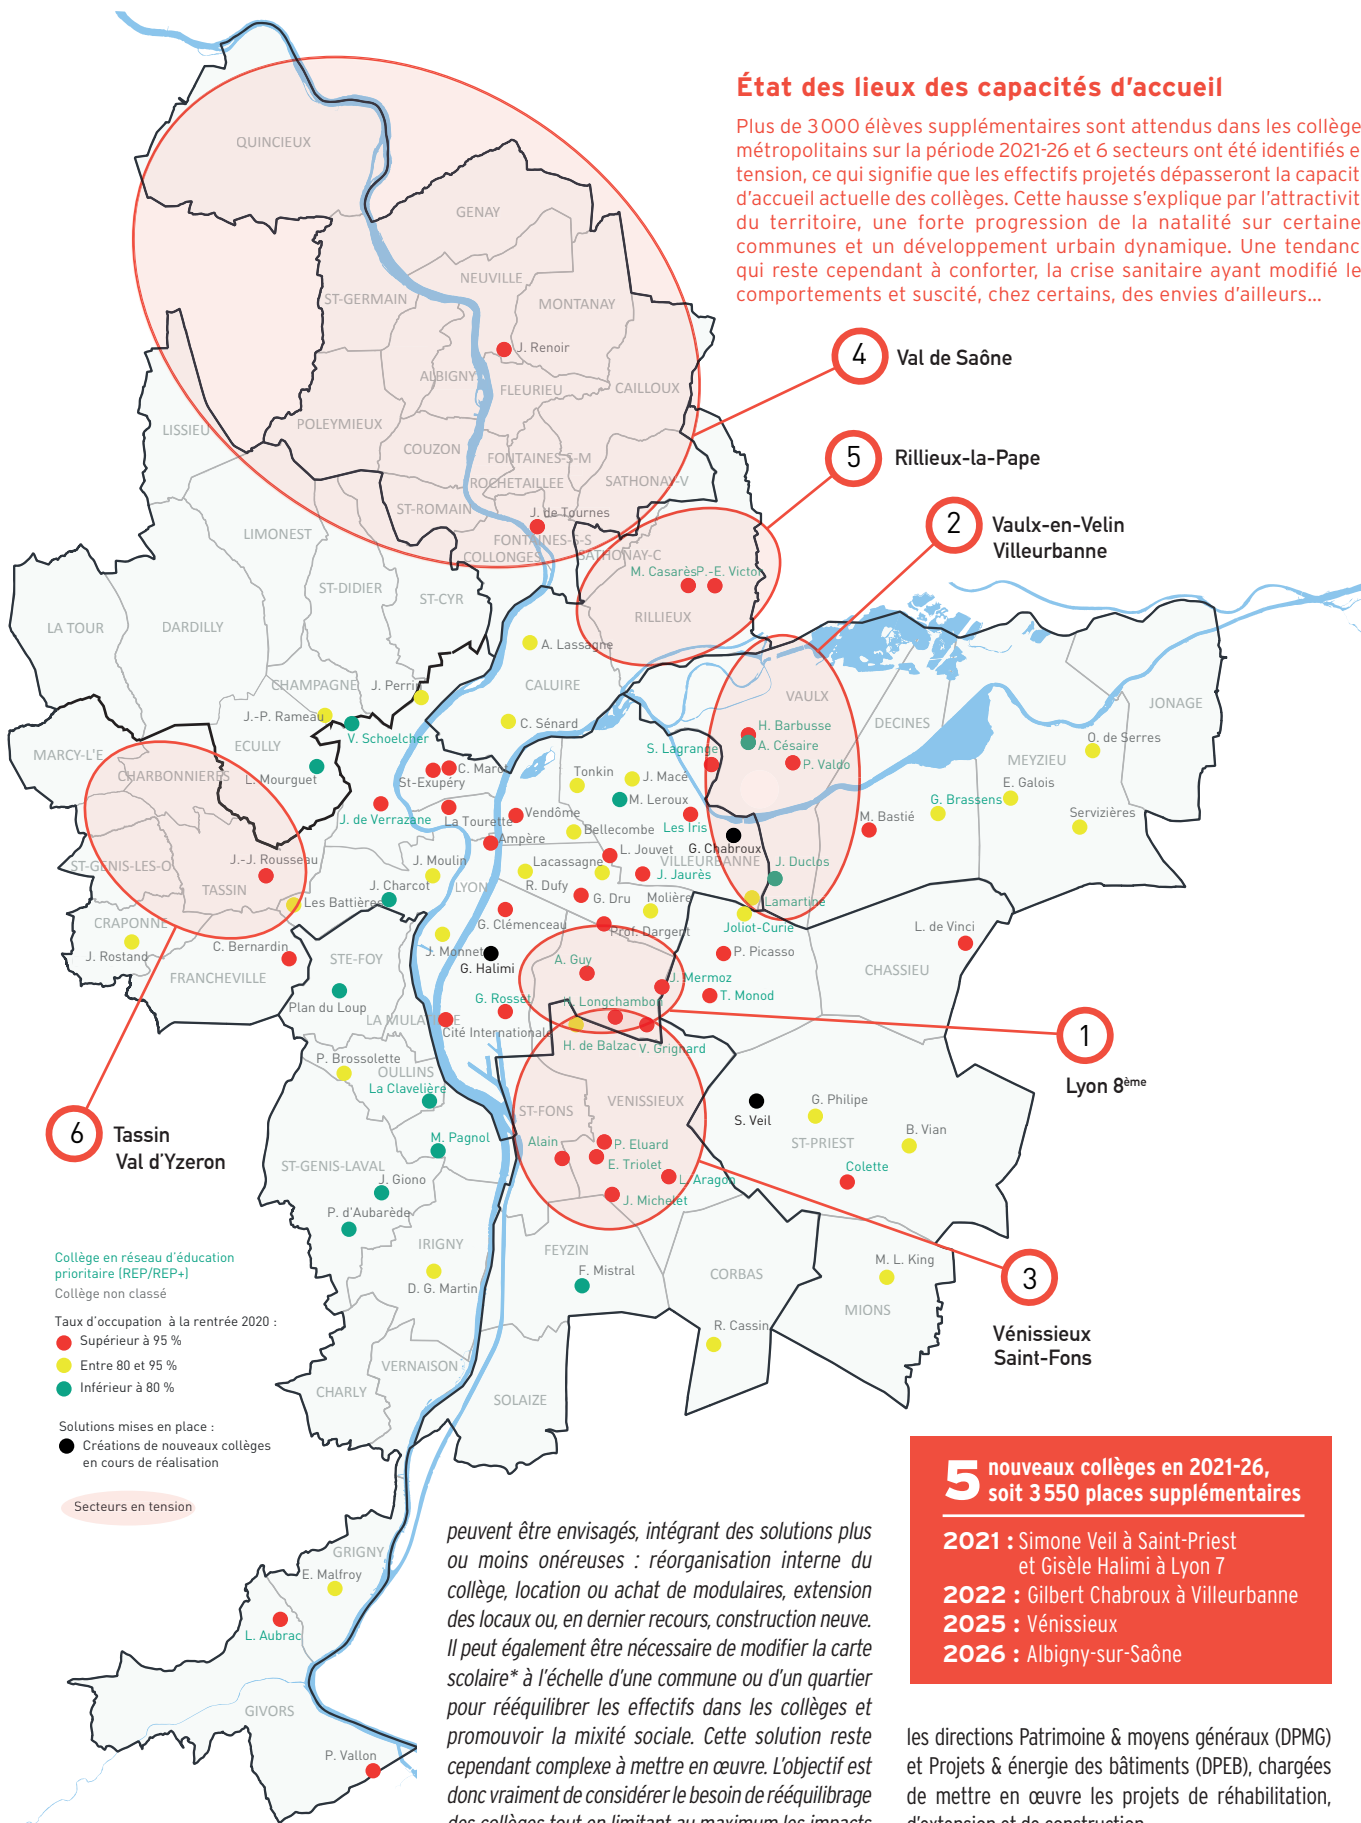 État des lieux des capacités d'accueil
Plus de 3000 élèves supplémentaires sont attendus dans les collège
métropolitains sur la période 2021-26 et 6 secteurs ont été identifiés e
tension, ce qui signifie que les effectifs projetés dépasseront la capacit
d'accueil actuelle des collèges. Cette hausse s'explique par l'attractivit
du territoire, une forte progression de la natalité sur certaine
communes et un développement urbain dynamique. Une tendanc
qui reste cependant à conforter, la crise sanitaire ayant modifié le
comportements et suscité, chez certains, des envies d'ailleurs...
QUINCIEUX
GENAY
NEUVILLE
ST-GERMAIN
MONTANAY
J. Renoir
4 Val de Saône
ALBIGNY
FLEURIEU
CAILLOUX
LISSIEU
POLEYMIEUX
COUZON
FONTAINES-S-M
5 Rillieux-la-Pape
ROCHETAILLEE
SATHONAY-V
ST-ROMAIN
J. de Tournes
LIMONEST
FONTAINES-S-S
COLLONGES
SATHONAY-C
2 Vaulx-en-Velin
Villeurbanne
M. Casarès
P.-E. Victor
ST-DIDIER
ST-CYR
RILLIEUX
LA TOUR
DARDILLY
A. Lassagne
CHAMPAGNE
J. Perrin
CALUIRE
VAULX
JONAGE
J.-P. Rameau
V. Schoelcher
C. Sénard
H. Barbusse
DECINES
A. Césaire
O. de Serres
MARCY-L'E
ECULLY
S. Lagrange
P. Valdo
MEYZIEU
CHARBONNIERES
L. Mourguet
C. Marot
St-Exupéry
Tonkin
J. Macé
E. Galois
M. Leroux
G. Brassens
J. de Verrazane
La Tourette
Vendôme
Les Iris
M. Bastié
Servizières
Bellecombe
Ampère
G. Chabroux
L. Jouvet
VILLEURBANNE
ST-GENIS-LES-O
J.-J. Rousseau
J. Moulin
Lacassagne
J. Jaurès
J. Duclos
TASSIN
J. Charcot
LYON
R. Dufy
G. Dru
Molière
Lamartine
Les Battières
CRAPONNE
G. Clémenceau
Prof. Dargent
Joliot-Curie
L. de Vinci
J. Rostand
C. Bernardin
J. Monnet
P. Picasso
STE-FOY
G. Halimi
A. Guy
FRANCHEVILLE
J. Mermoz
CHASSIEU
Plan du Loup
G. Rosset
H. Longchambon
T. Monod
LA MULA
Cité Internationale
1
H. de Balzac
V. Grignard
P. Brossolette
OULLINS
Lyon 8ème
La Clavelière
ST-FONS
VENISSIEUX
S. Veil
G. Philipe
6 Tassin
Val d'Yzeron
M. Pagnol
Alain
P. Eluard
ST-PRIEST
B. Vian
ST-GENIS-LAVAL
E. Triolet
Colette
J. Giono
L. Aragon
J. Michelet
P. d'Aubarède
IRIGNY
FEYZIN
F. Mistral
CORBAS
M. L. King
3
D. G. Martin
MIONS
Vénissieux
Saint-Fons
R. Cassin
VERNAISON
CHARLY
SOLAIZE
Collège en réseau d'éducation
prioritaire (REP/REP+)
Collège non classé
Taux d'occupation à la rentrée 2020 :
Supérieur à 95 %
Entre 80 et 95 %
Inférieur à 80 %
Solutions mises en place :
Créations de nouveaux collèges
en cours de réalisation
Secteurs en tension
GRIGNY
E. Malfroy
L. Aubrac
GIVORS
P. Vallon
peuvent être envisagés, intégrant des solutions plus
ou moins onéreuses : réorganisation interne du
collège, location ou achat de modulaires, extension
des locaux ou, en dernier recours, construction neuve.
Il peut également être nécessaire de modifier la carte
scolaire* à l'échelle d'une commune ou d'un quartier
pour rééquilibrer les effectifs dans les collèges et
promouvoir la mixité sociale. Cette solution reste
cependant complexe à mettre en œuvre. L'objectif est
donc vraiment de considérer le besoin de rééquilibrage
des collèges tout en limitant au maximum les impacts
5 nouveaux collèges en 2021-26,
soit 3550 places supplémentaires
2021 : Simone Veil à Saint-Priest
et Gisèle Halimi à Lyon 7
2022 : Gilbert Chabroux à Villeurbanne
2025 : Vénissieux
2026 : Albigny-sur-Saône
les directions Patrimoine & moyens généraux (DPMG)
et Projets & énergie des bâtiments (DPEB), chargées
de mettre en œuvre les projets de réhabilitation,
d'extension et de construction